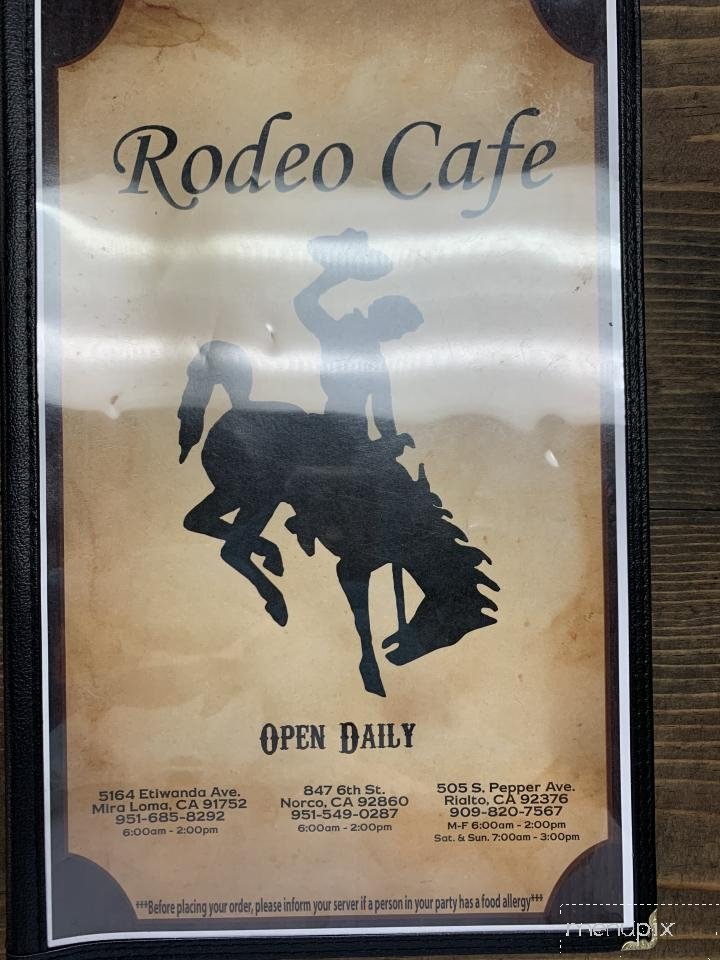 Rodeo Cafe
OPEN DAILY
5164 Etiwanda Ave.
Mira Loma, CA 91752
951-685-8292
6:00am - 2:00pm
847 6th St.
Norco, CA 92860
951-549-0287
6:00am - 2:00pm
505 S. Pepper Ave.
Rialto, CA 92376
909-820-7567
M-F 6:00am - 2:00pm
Sat. & Sun. 7:00am - 3:00pm
***Before placing your order, please inform your server if a person in your party has a food allergy***
menupix